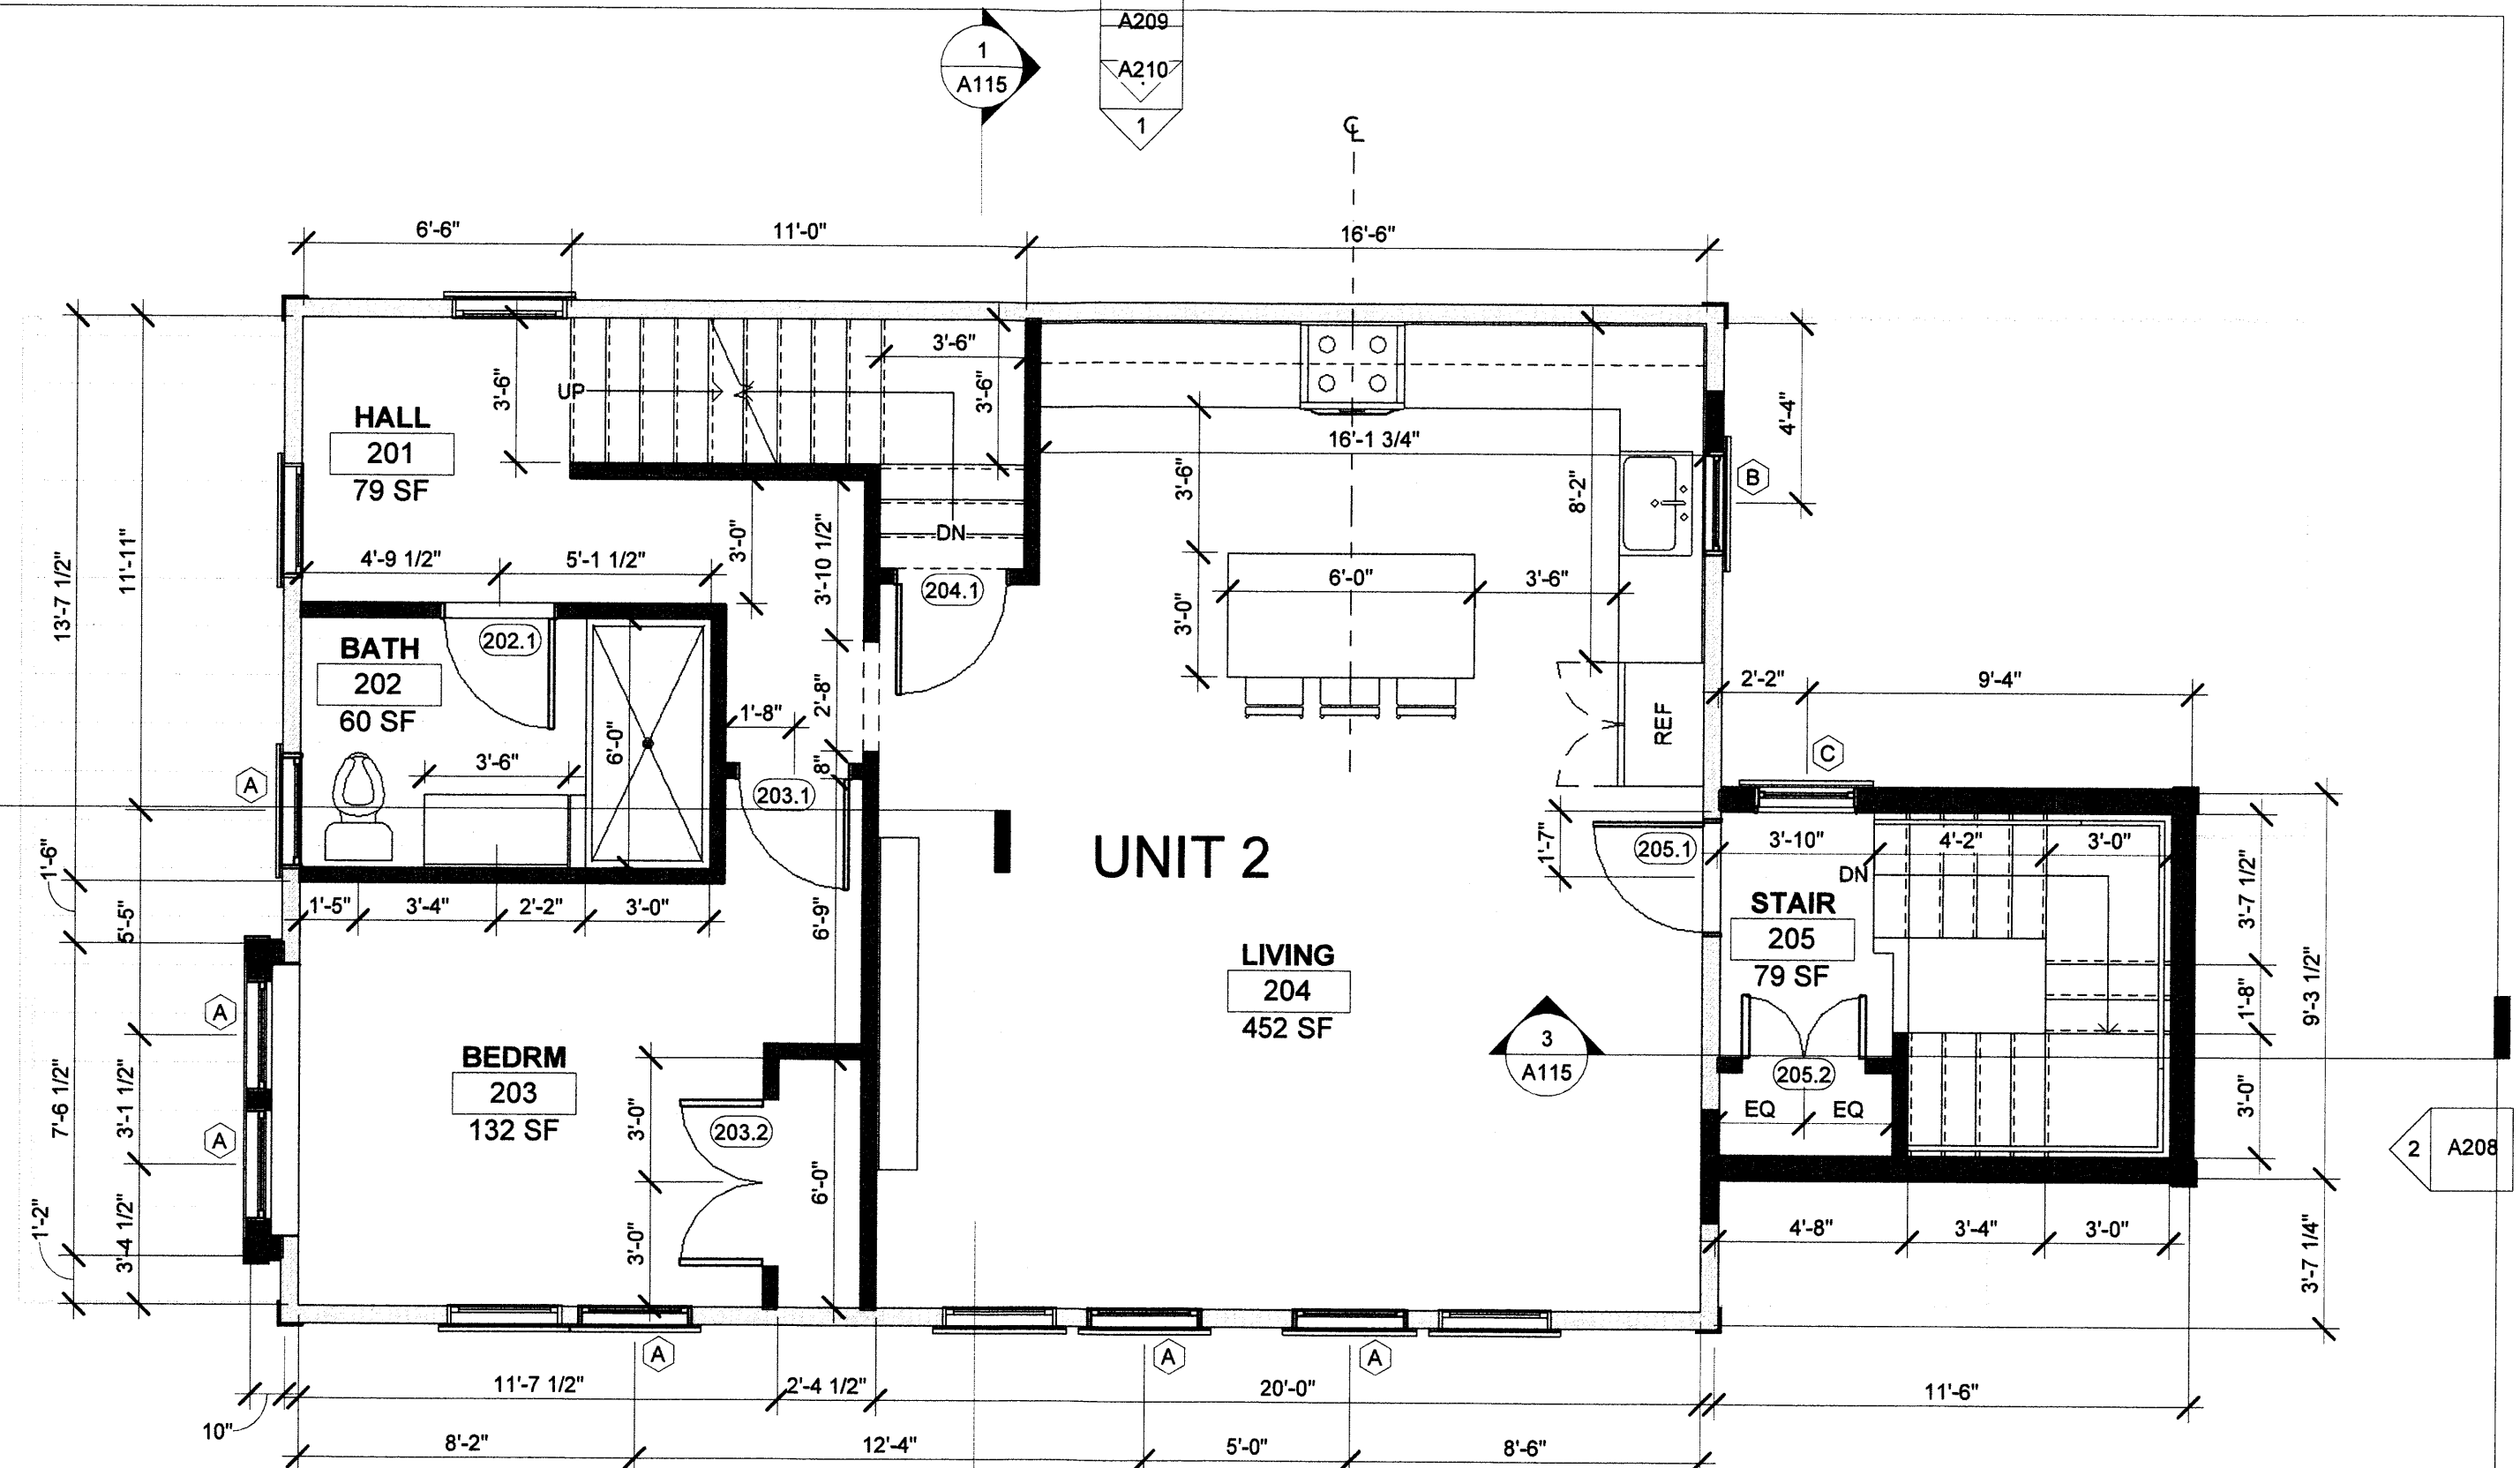 A209
1
A115
A210
1
℄
6'-6"
11'-0"
16'-6"
3'-6"
3'-6"
3'-6"
UP
HALL
201
79 SF
16'-1 3/4"
4'-4"
3'-6"
8'-2"
B
DN
11'-11"
13'-7 1/2"
4'-9 1/2"
5'-1 1/2"
3'-0"
3'-10 1/2"
204.1
6'-0"
3'-6"
3'-0"
202.1
BATH
202
60 SF
2'-8"
1'-8"
6'-0"
3'-6"
8"
203.1
A
REF
2'-2"
9'-4"
C
UNIT 2
1'-7"
205.1
3'-10"
4'-2"
3'-0"
DN
1'-6"
5'-5"
1'-5"
3'-4"
2'-2"
3'-0"
6'-9"
STAIR
205
79 SF
3'-7 1/2"
LIVING
204
452 SF
1'-8"
9'-3 1/2"
A
BEDRM
203
132 SF
3
A115
205.2
EQ
EQ
3'-0"
7'-6 1/2"
3'-1 1/2"
A
3'-0"
203.2
2
A208
6'-0"
1'-2"
3'-4 1/2"
3'-0"
4'-8"
3'-4"
3'-0"
3'-7 1/4"
A
A
A
11'-7 1/2"
2'-4 1/2"
20'-0"
11'-6"
10"
8'-2"
12'-4"
5'-0"
8'-6"